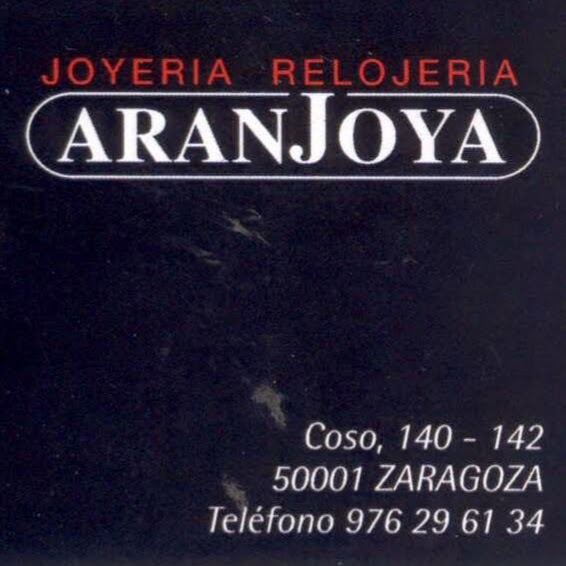 JOYERIA RELOJERIA
ARANJOYA
Coso, 140 - 142
50001 ZARAGOZA
Teléfono 976 29 61 34